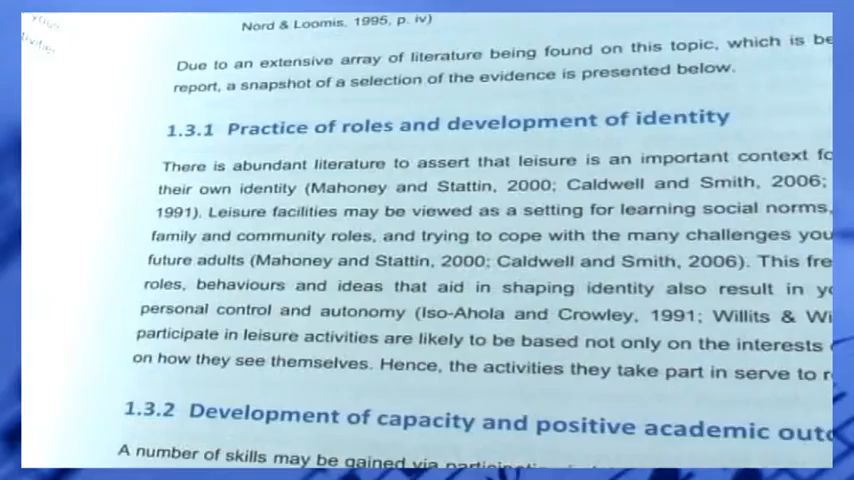 Nord & Loomis, 1995, p. iv)
Due to an extensive array of literature being found on this topic, which is
report, a snapshot of a selection of the evidence is presented below.
1.3.1 Practice of roles and development of identity
There is abundant literature to assert that leisure is an important context
their own identity (Mahoney and Stattin, 2000; Caldwell and Smith, 2006;
1991). Leisure facilities may be viewed as a setting for learning social norms,
family and community roles, and trying to cope with the many challenges
future adults (Mahoney and Stattin, 2000; Caldwell and Smith, 2006). This
roles, behaviours and ideas that aid in shaping identity also result in
personal control and autonomy (Iso-Ahola and Crowley, 1991; Willits &
participate in leisure activities are likely to be based not only on the interests
on how they see themselves. Hence, the activities they take part in serve to
1.3.2 Development of capacity and positive academic
A number of skills may be gained via